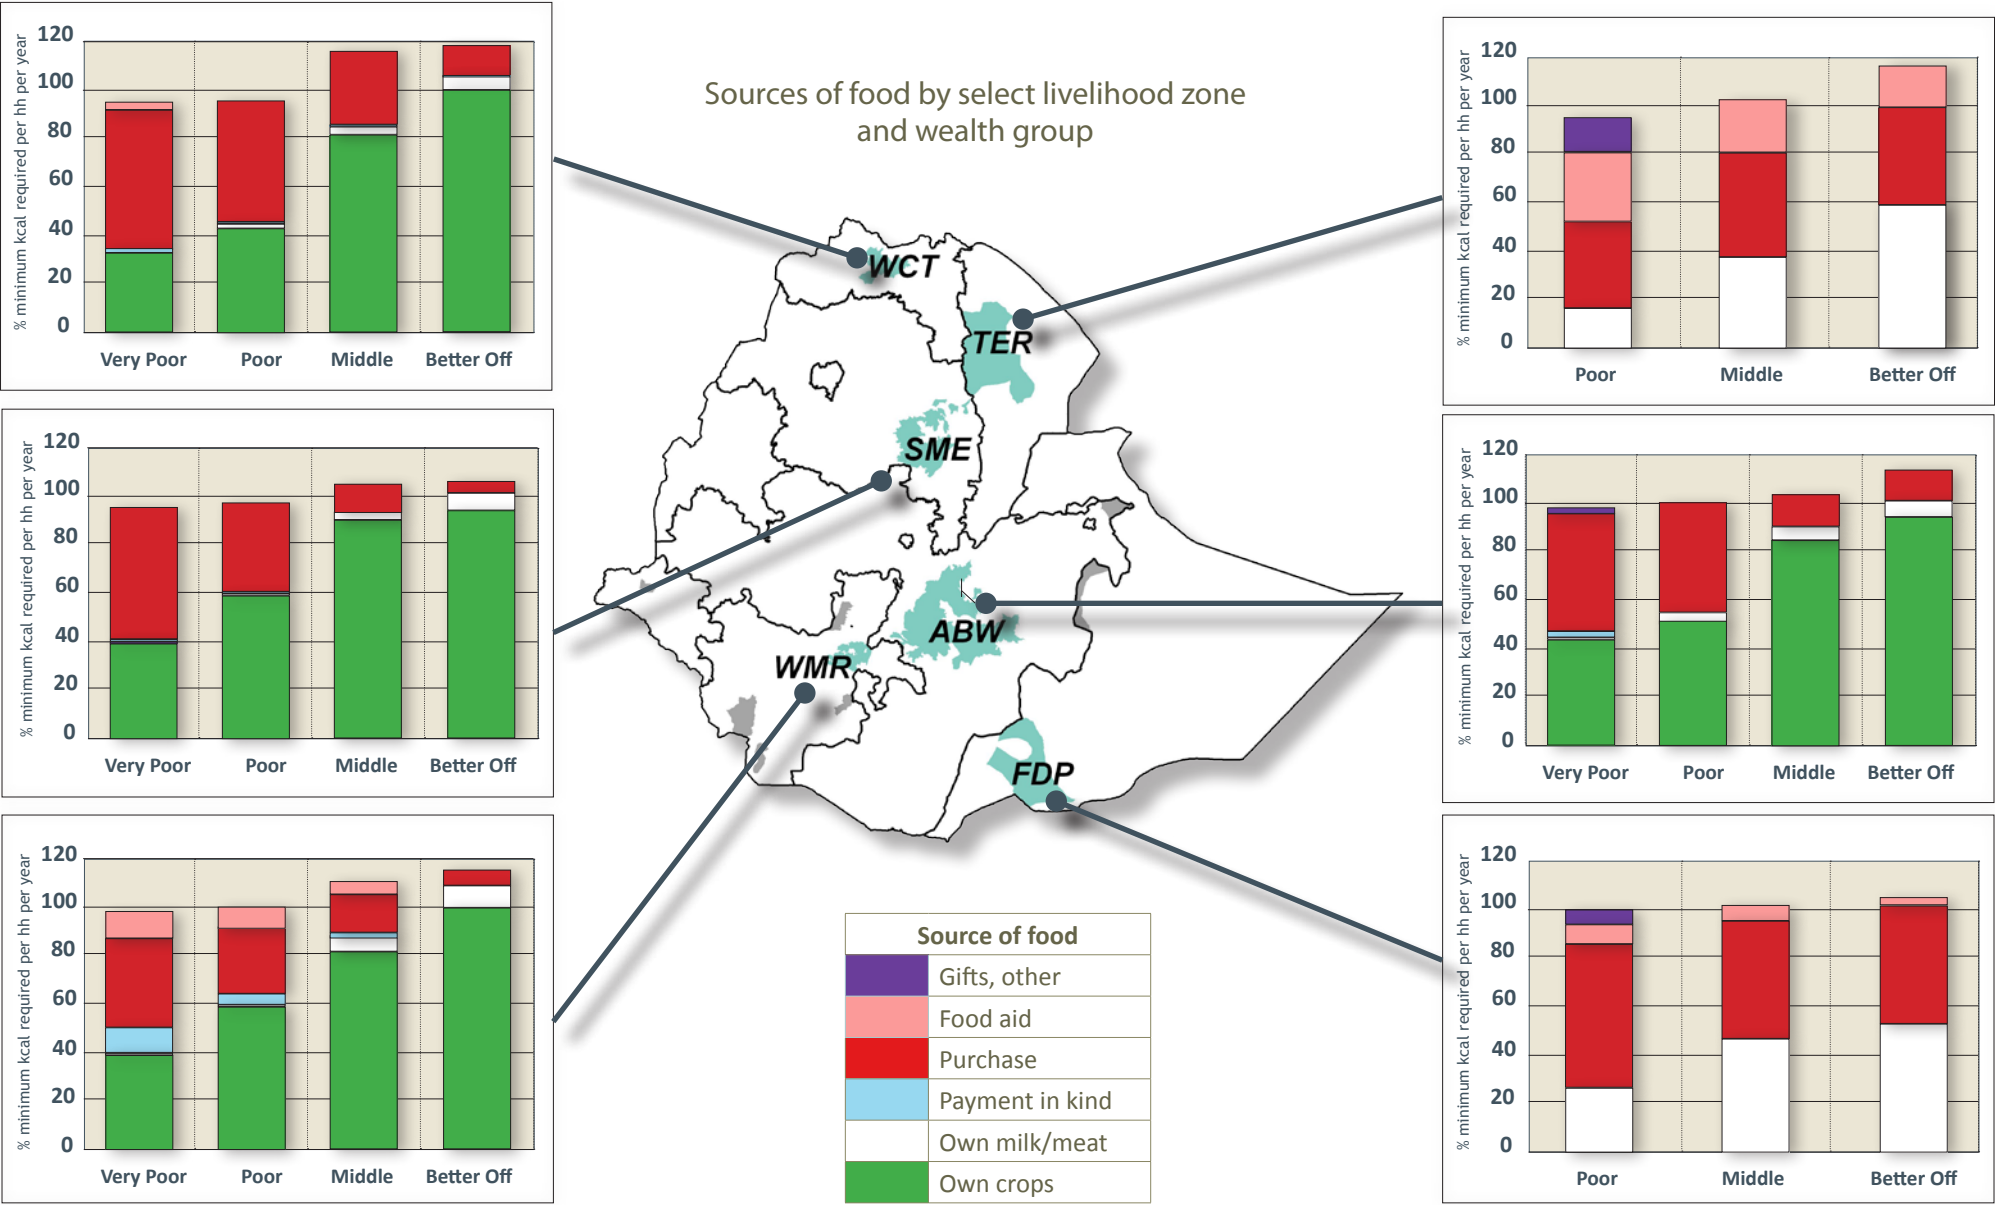 Sources of food by select livelihood zone
and wealth group
% minimum kcal required per hh per year
120
100
80
60
40
20
0
Very Poor Poor Middle Better Off
% minimum kcal required per hh per year
120
100
80
60
40
20
0
Very Poor Poor Middle Better Off
% minimum kcal required per hh per year
120
100
80
60
40
20
0
Very Poor Poor Middle Better Off
WCT
TER
SME
ABW
WMR
FDP
Source of food
Gifts, other
Food aid
Purchase
Payment in kind
Own milk/meat
Own crops
% minimum kcal required per hh per year
120
100
80
60
40
20
0
Poor Middle Better Off
% minimum kcal required per hh per year
120
100
80
60
40
20
0
Very Poor Poor Middle Better Off
% minimum kcal required per hh per year
120
100
80
60
40
20
0
Poor Middle Better Off